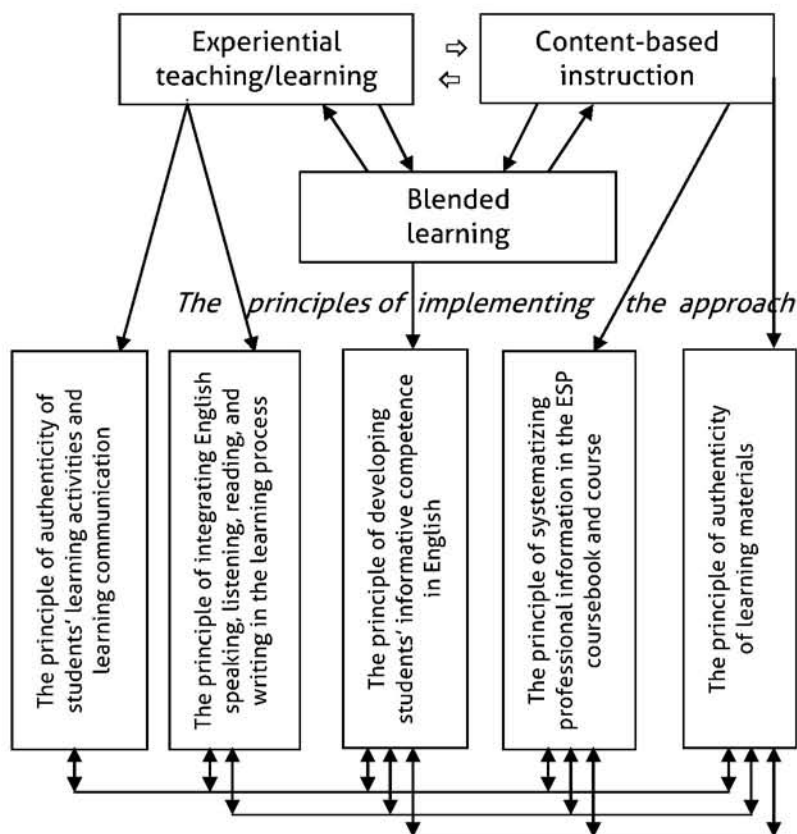 Experiential
teaching/learning
Content-based
instruction
Blended
learning
The principles of implementing the approach
The principle of authenticity of
students' learning activities and
learning communication
The principle of integrating English
speaking, listening, reading, and
writing in the learning process
The principle of developing
students' informative competence
in English
The principle of systematizing
professional information in the ESP
coursebook and course
The principle of authenticity
of learning materials